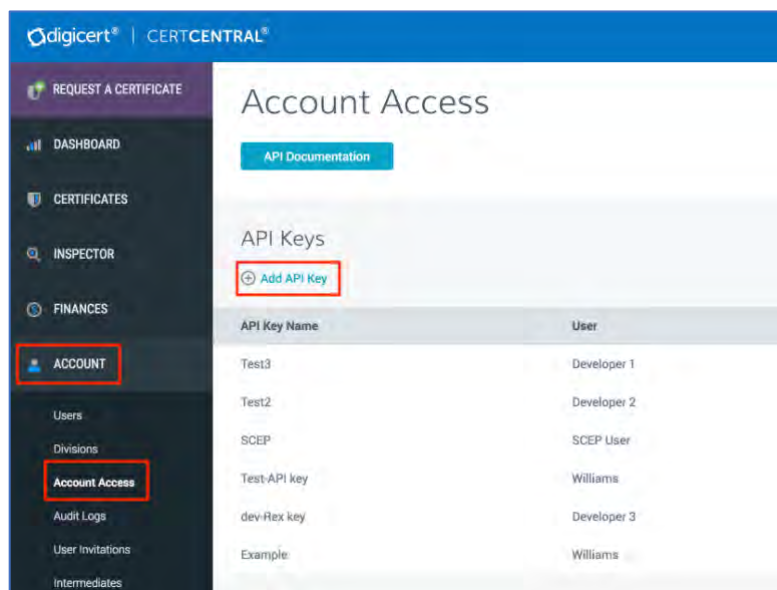 digicert® | CERTCENTRAL®
REQUEST A CERTIFICATE
DASHBOARD
CERTIFICATES
INSPECTOR
FINANCES
ACCOUNT
Users
Divisions
Account Access
Audit Logs
User Invitations
Intermediates
Account Access
API Documentation
API Keys
Add API Key
API Key Name User
Test3 Developer 1
Test2 Developer 2
SCEP SCEP User
Test-API key Williams
dev-Rex key Developer 3
Example Williams